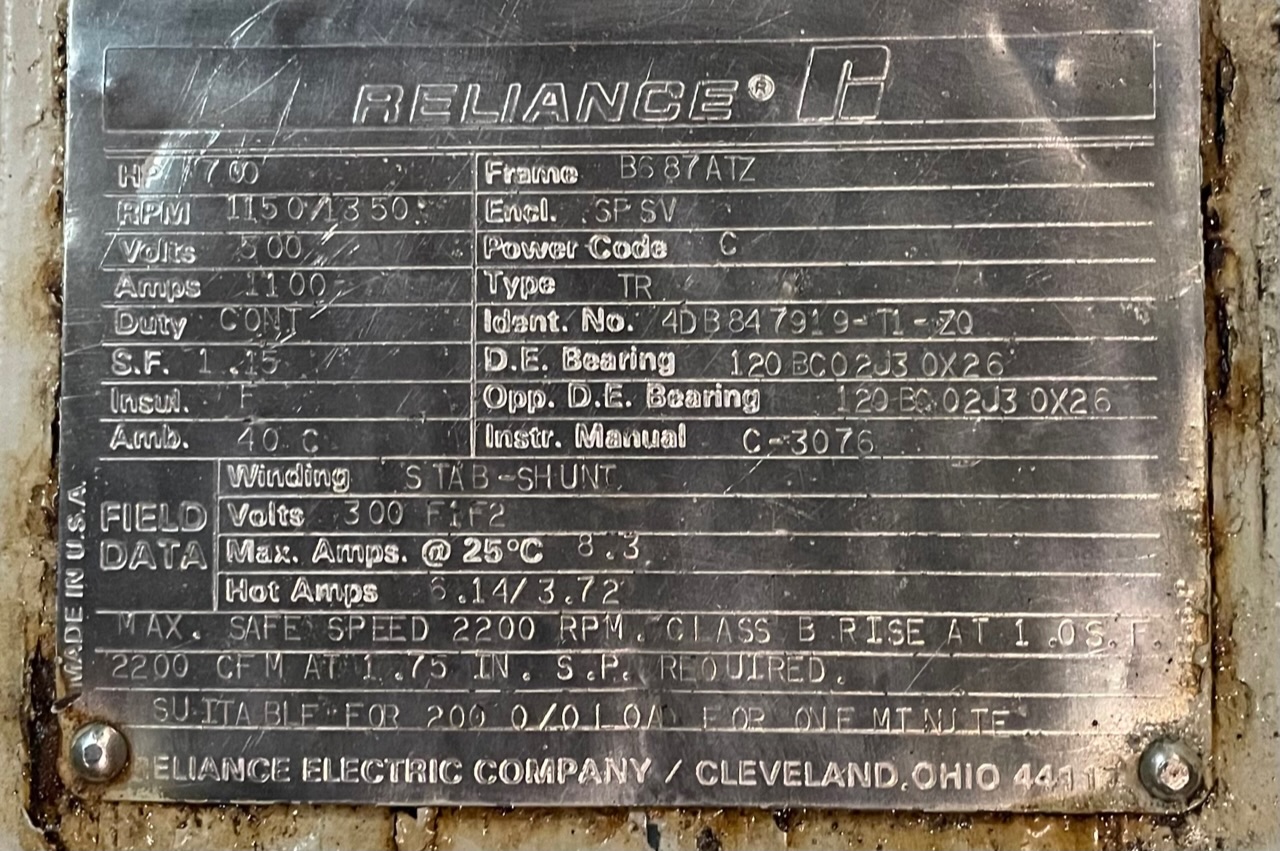 RELIANCE®
HP 700
Frame B687ATZ
RPM 1150/1350
Encl. SPSV
Volts 500
Power Code C
Amps 1100
Type TR
Duty CONT
Ident. No. 4DB847919-T1-ZQ
S.F. 1.15
D.E. Bearing 120BC02J30X26
Insul. F
Opp. D.E. Bearing 120BC02J30X26
Amb. 40 C
Instr. Manual C-3076
MADE IN U.S.A.
FIELD DATA
Winding STAB-SHUNT
Volts 300 F1F2
Max. Amps. @ 25°C 8.3
Hot Amps 6.14/3.72
MAX. SAFE SPEED 2200 RPM. CLASS B RISE AT 1.0 S.F.
2200 CFM AT 1.75 IN. S.P. REQUIRED.
SUITABLE FOR 200 0/0 LOAD FOR ONE MINUTE
RELIANCE ELECTRIC COMPANY / CLEVELAND, OHIO 44117